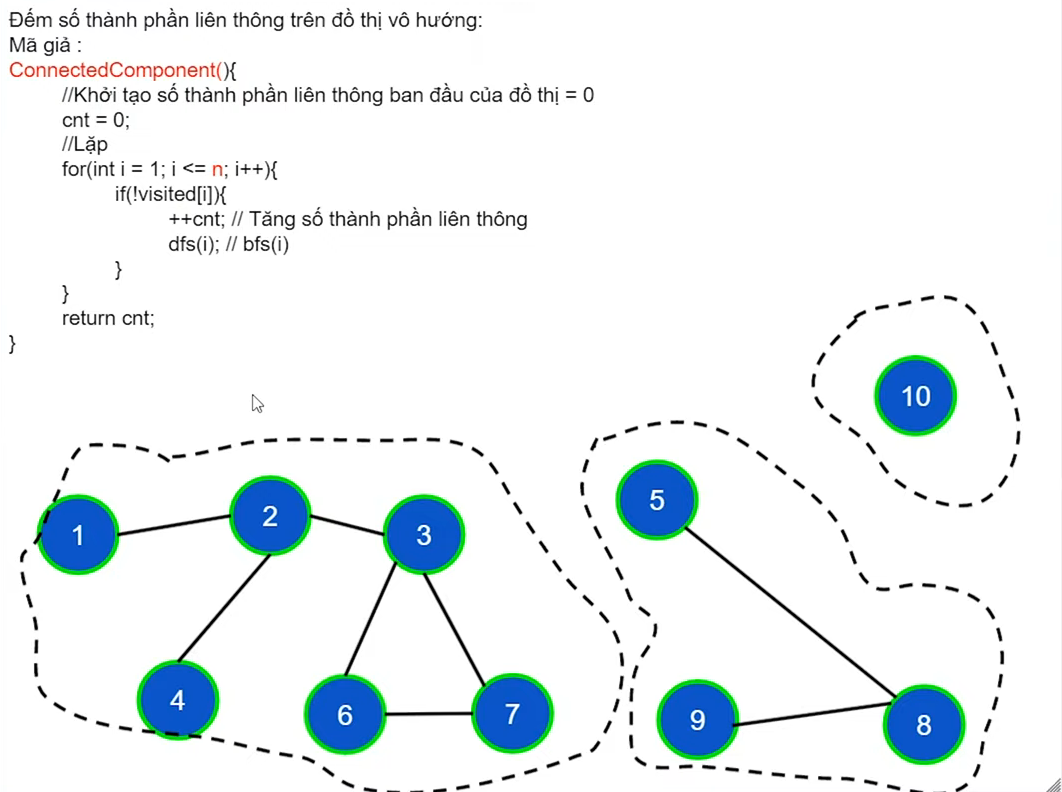 Đếm số thành phần liên thông trên đồ thị vô hướng:
Mã giả :
ConnectedComponent(){
//Khởi tạo số thành phần liên thông ban đầu của đồ thị = 0
cnt = 0;
//Lặp
for(int i = 1; i <= n; i++){
if(!visited[i]){
++cnt; // Tăng số thành phần liên thông
dfs(i); // bfs(i)
}
}
return cnt;
}
10
5
1
2
3
4
6
7
9
8